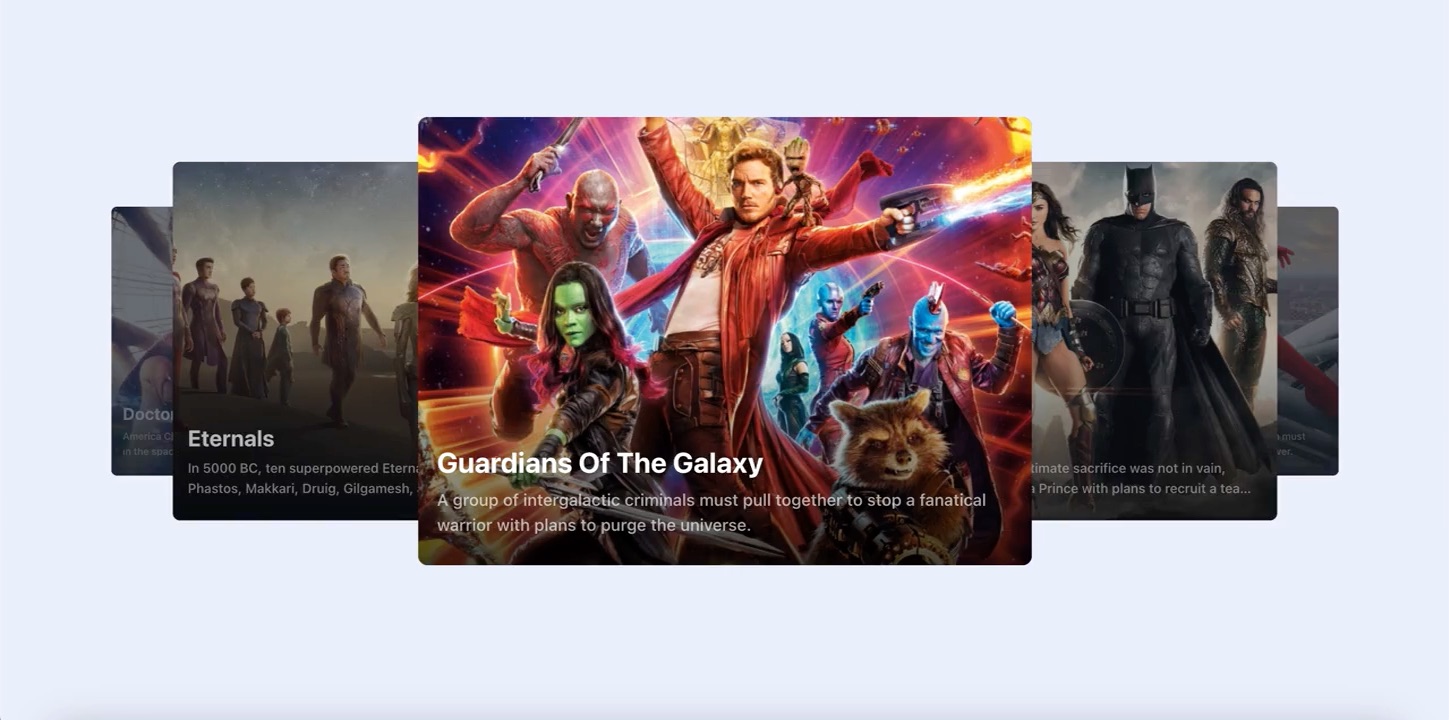 Docto
America C
in the spac
Eternals
In 5000 BC, ten superpowered Eterna
Phastos, Makkari, Druig, Gilgamesh,
Guardians Of The Galaxy
A group of intergalactic criminals must pull together to stop a fanatical
warrior with plans to purge the universe.
timate sacrifice was not in vain,
a Prince with plans to recruit a tea...
must
ver.